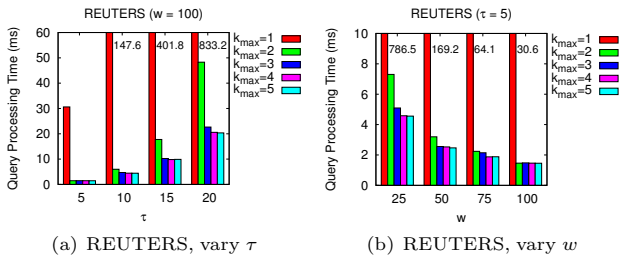 REUTERS (w = 100)
Query Processing Time (ms)
60
50
40
30
20
10
0
147.6
401.8
833.2
k_max=1
k_max=2
k_max=3
k_max=4
k_max=5
5 10 15 20
τ
(a) REUTERS, vary τ
REUTERS (τ = 5)
Query Processing Time (ms)
10
8
6
4
2
0
786.5
169.2
64.1
30.6
k_max=1
k_max=2
k_max=3
k_max=4
k_max=5
25 50 75 100
w
(b) REUTERS, vary w